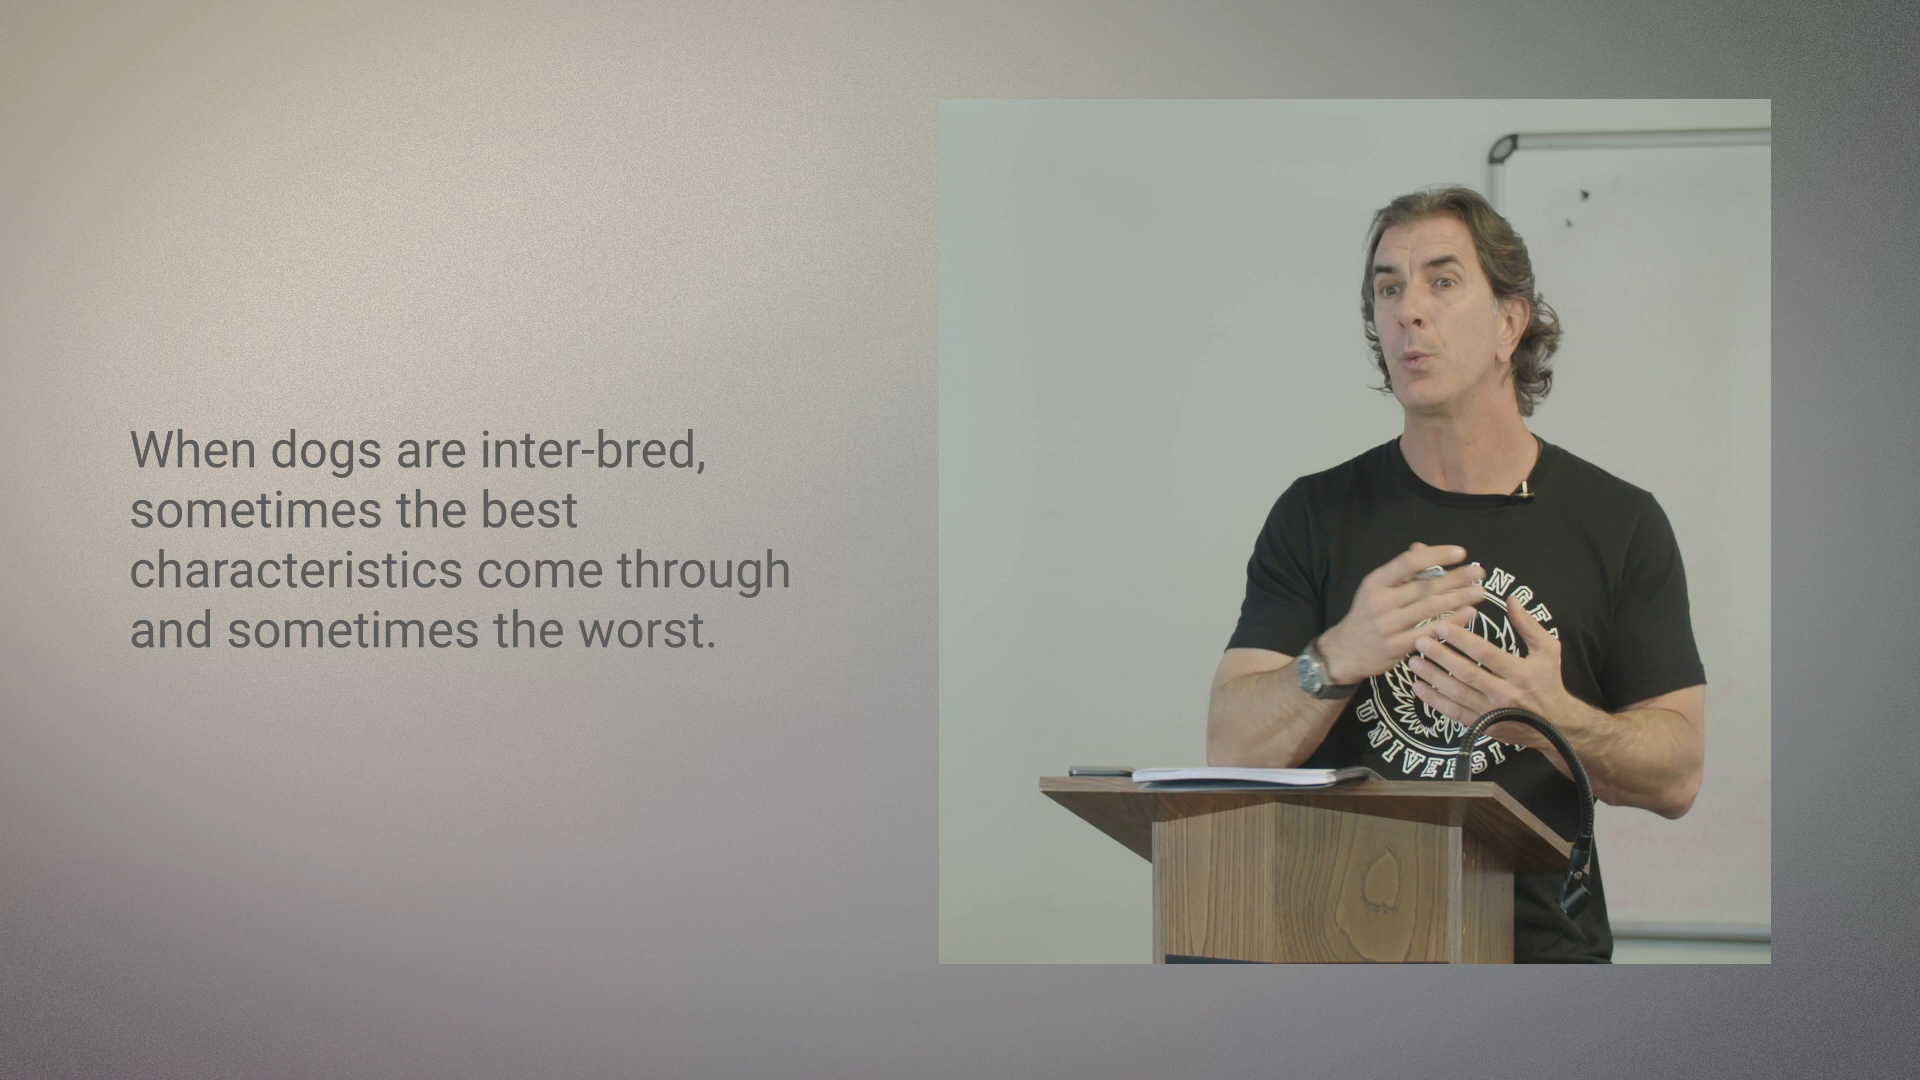 When dogs are inter-bred,
sometimes the best
characteristics come through
and sometimes the worst.